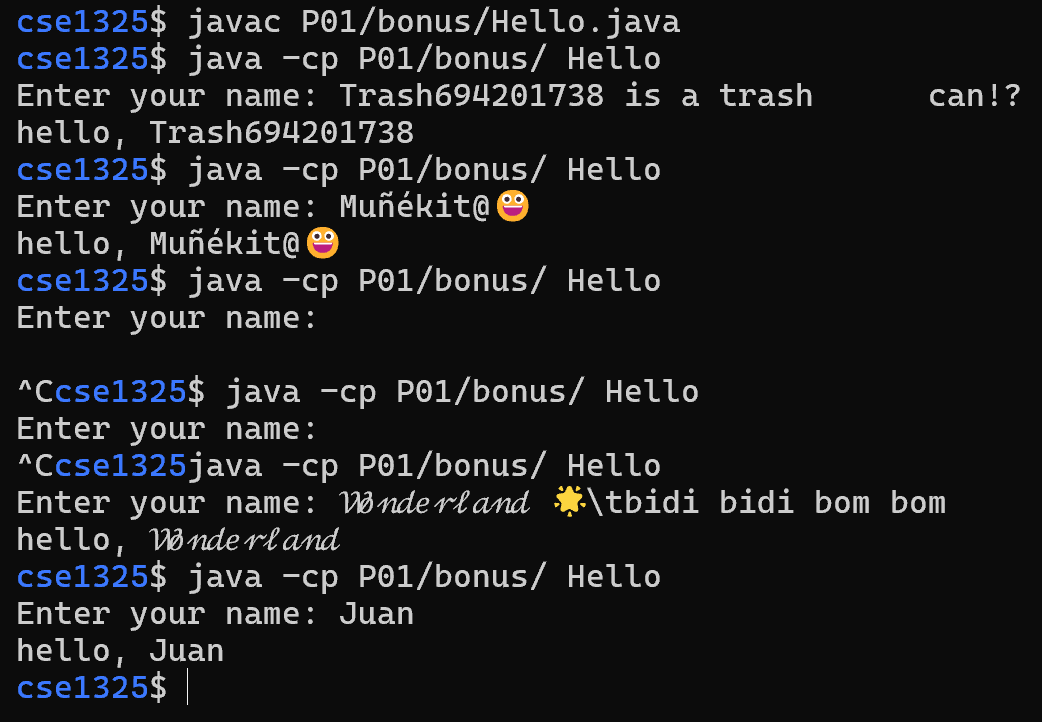 cse1325$ javac P01/bonus/Hello.java
cse1325$ java -cp P01/bonus/ Hello
Enter your name: Trash694201738 is a trash      can!?
hello, Trash694201738
cse1325$ java -cp P01/bonus/ Hello
Enter your name: Muñékit@😀
hello, Muñékit@😀
cse1325$ java -cp P01/bonus/ Hello
Enter your name:
^Ccse1325$ java -cp P01/bonus/ Hello
Enter your name:
^Ccse1325java -cp P01/bonus/ Hello
Enter your name: 𝓦𝓸𝓷𝓭𝓮𝓻𝓵𝓪𝓷𝓭 🌟\tbidi bidi bom bom
hello, 𝓦𝓸𝓷𝓭𝓮𝓻𝓵𝓪𝓷𝓭
cse1325$ java -cp P01/bonus/ Hello
Enter your name: Juan
hello, Juan
cse1325$